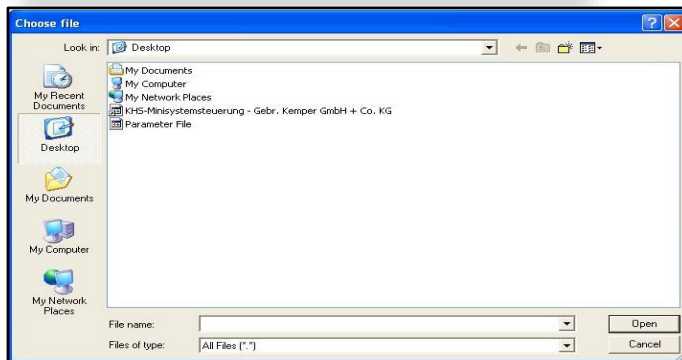 Choose file
Look in:
Desktop
My Recent
Documents
Desktop
My Documents
My Computer
My Network
Places
My Documents
My Computer
My Network Places
KHS-Minisystemsteuerung - Gebr. Kemper GmbH + Co. KG
Parameter File
File name:
Open
Files of type:
All Files (*.*)
Cancel